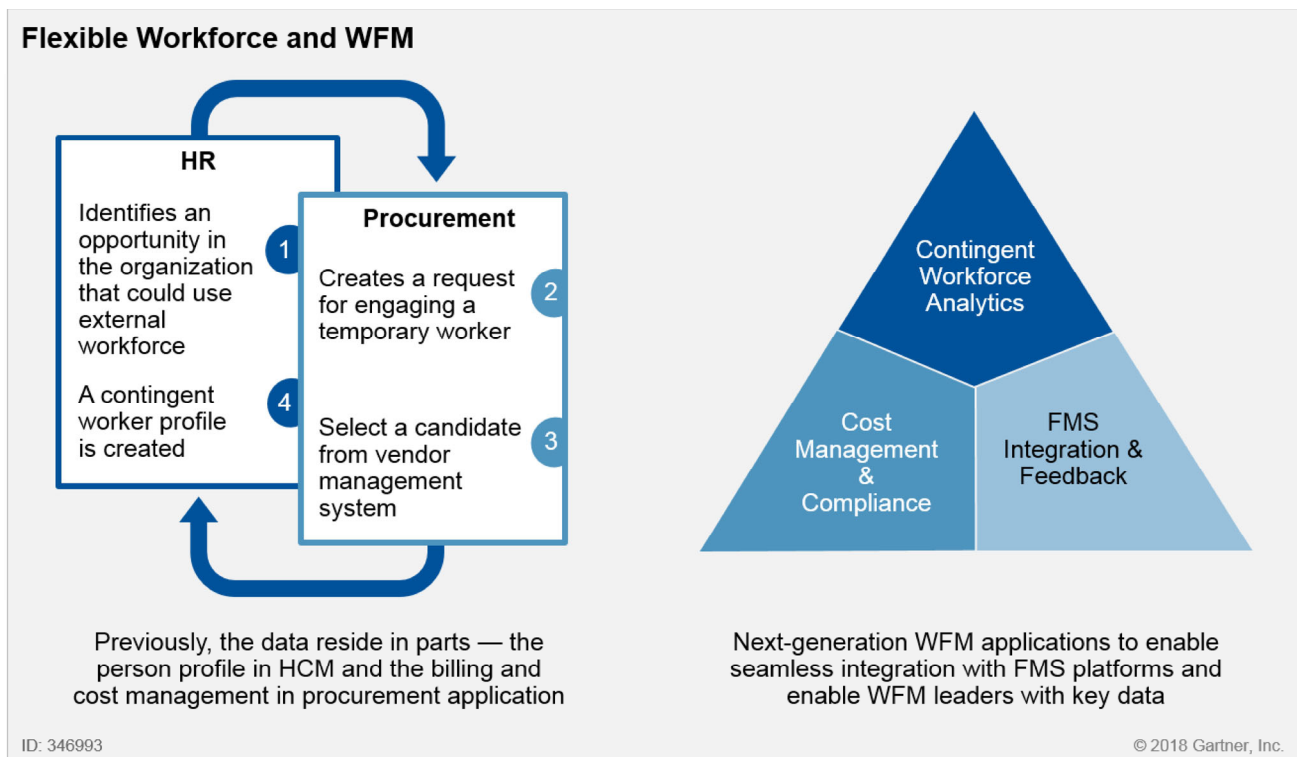 Flexible Workforce and WFM
HR
Identifies an
opportunity in
the organization
that could use
external
workforce
1
A contingent
worker profile
is created
4
Procurement
Creates a request
for engaging a
temporary worker
2
Select a candidate
from vendor
management
system
3
Previously, the data reside in parts — the
person profile in HCM and the billing and
cost management in procurement application
Contingent
Workforce
Analytics
Cost
Management
&
Compliance
FMS
Integration &
Feedback
Next-generation WFM applications to enable
seamless integration with FMS platforms and
enable WFM leaders with key data
ID: 346993
© 2018 Gartner, Inc.